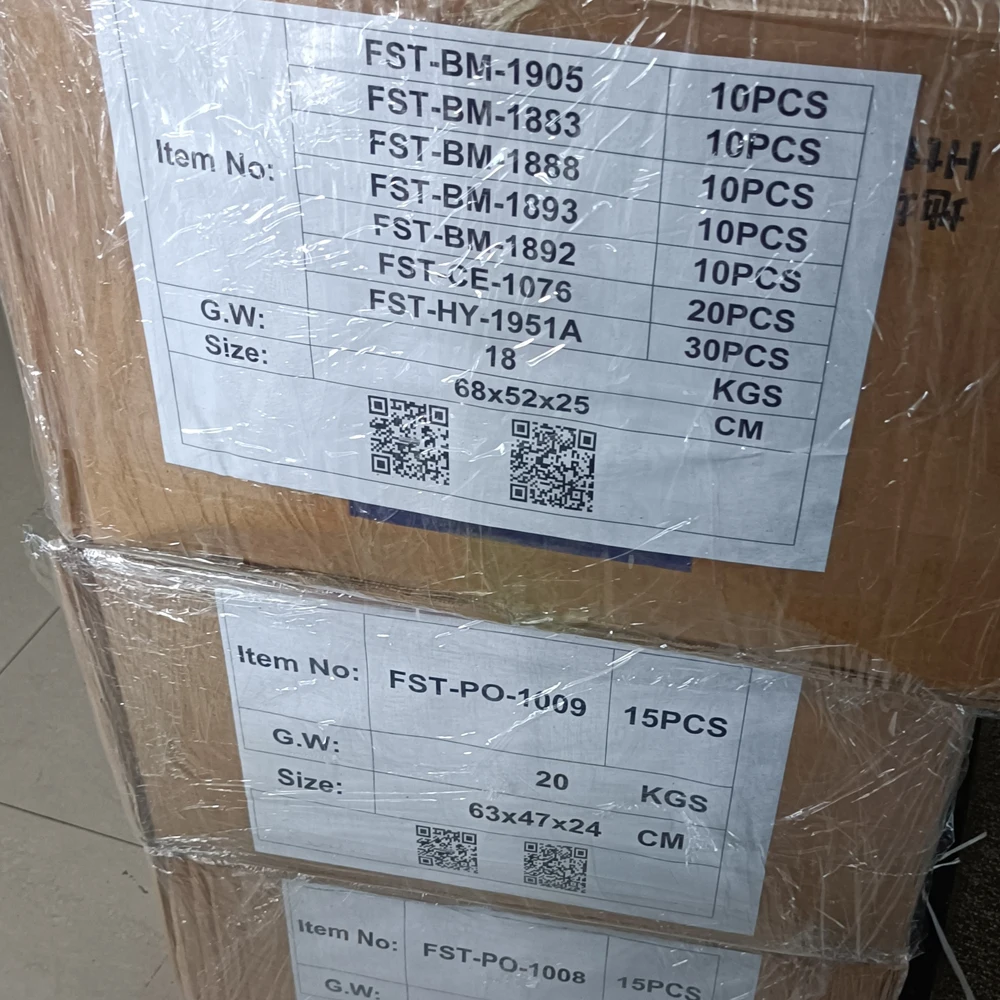 FST-BM-1905 10PCS
FST-BM-1883 10PCS
FST-BM-1888 10PCS
Item No: FST-BM-1893 10PCS
FST-BM-1892 10PCS
FST-CE-1076 20PCS
FST-HY-1951A 30PCS
G.W: 18 KGS
Size: 68x52x25 CM
Item No: FST-PO-1009 15PCS
G.W: 20 KGS
Size: 63x47x24 CM
Item No: FST-PO-1008 15PCS
G.W: